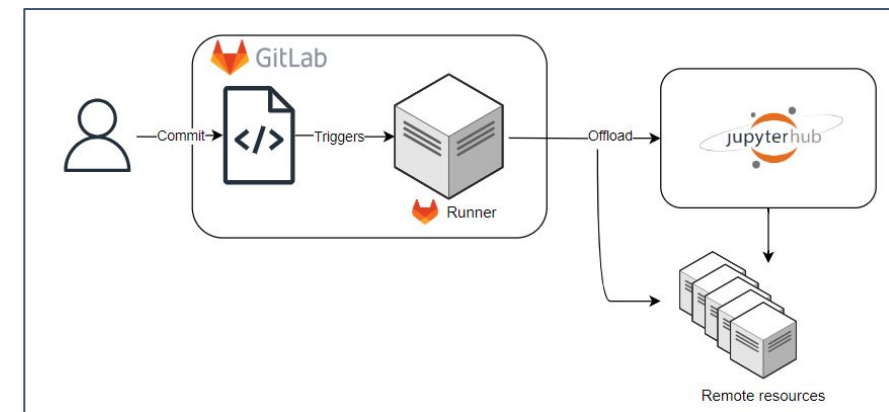 GitLab
Commit
</>
Triggers
Runner
Offload
jupyterhub
Remote resources